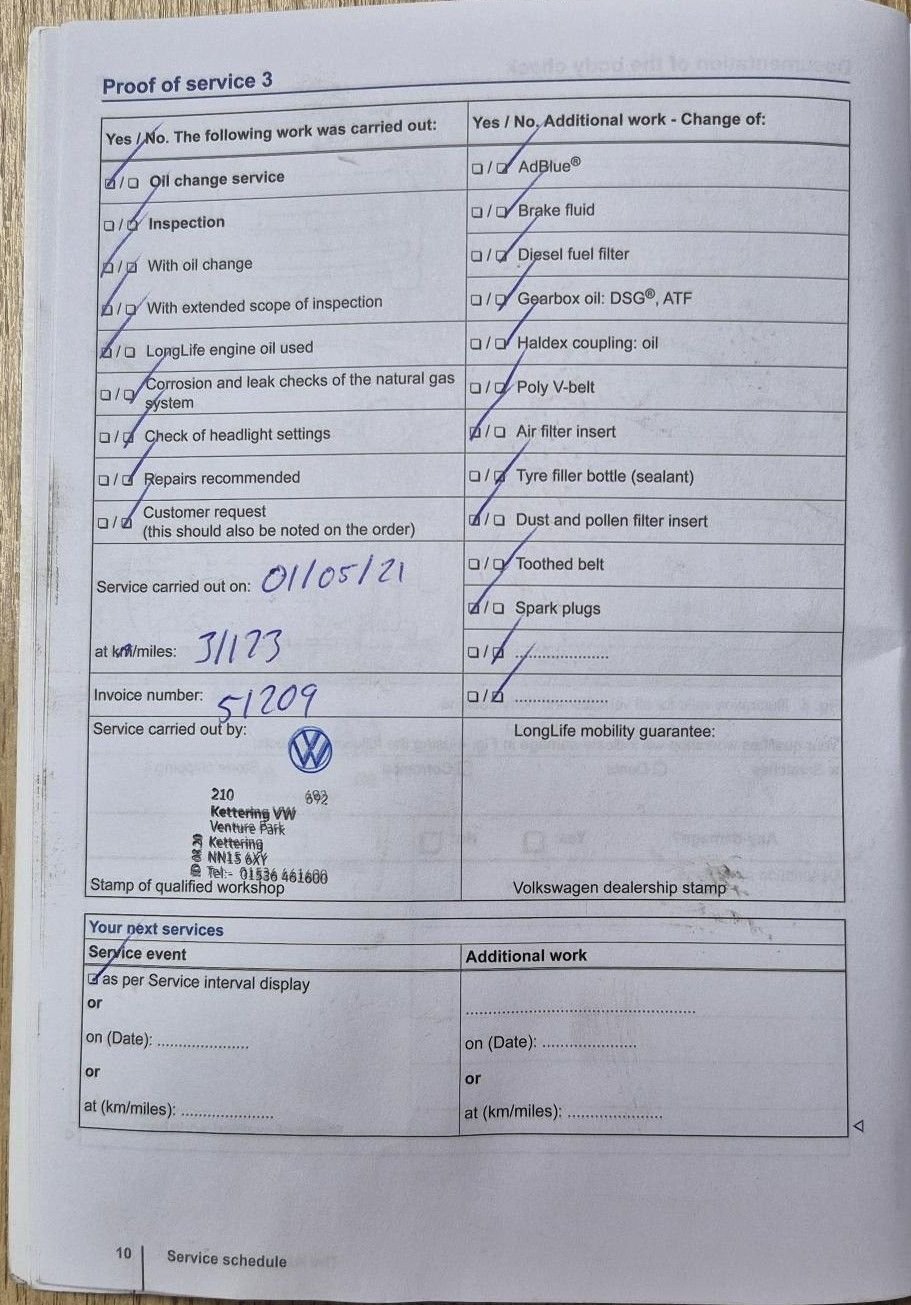 Proof of service 3
Yes / No. The following work was carried out:
☑ / ☐ Oil change service
☐ / ☑ Inspection
☑ / ☑ With oil change
☑ / ☑ With extended scope of inspection
☑ / ☐ LongLife engine oil used
☐ / ☑ Corrosion and leak checks of the natural gas
system
☐ / ☑ Check of headlight settings
☐ / ☑ Repairs recommended
☐ / ☑ Customer request
(this should also be noted on the order)
Service carried out on: 01/05/21
at km/miles: 31123
Invoice number: 51209
Service carried out by:
210 692
Kettering VW
Venture Park
Kettering
NN15 6XY
Tel:- 01536 461600
Stamp of qualified workshop
Yes / No. Additional work - Change of:
☐ / ☑ AdBlue®
☐ / ☑ Brake fluid
☐ / ☑ Diesel fuel filter
☐ / ☑ Gearbox oil: DSG®, ATF
☐ / ☑ Haldex coupling: oil
☐ / ☑ Poly V-belt
☑ / ☐ Air filter insert
☐ / ☑ Tyre filler bottle (sealant)
☑ / ☐ Dust and pollen filter insert
☐ / ☑ Toothed belt
☑ / ☐ Spark plugs
☐ / ☑ ....................
☐ / ☑ ....................
LongLife mobility guarantee:
Volkswagen dealership stamp
Your next services
Service event
☑ as per Service interval display
or
on (Date): ....................
or
at (km/miles): ....................
Additional work
..................................................
on (Date): ....................
or
at (km/miles): ....................
10 Service schedule